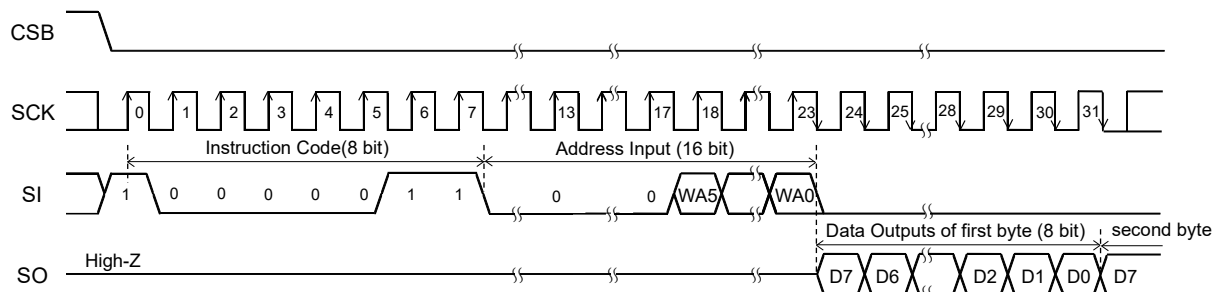 CSB
SCK 0 1 2 3 4 5 6 7 13 17 18 23 24 25 28 29 30 31
Instruction Code(8 bit) Address Input (16 bit)
SI 1 0 0 0 0 0 1 1 0 0 WA5 WA0
Data Outputs of first byte (8 bit) second byte
High-Z
SO D7 D6 D2 D1 D0 D7